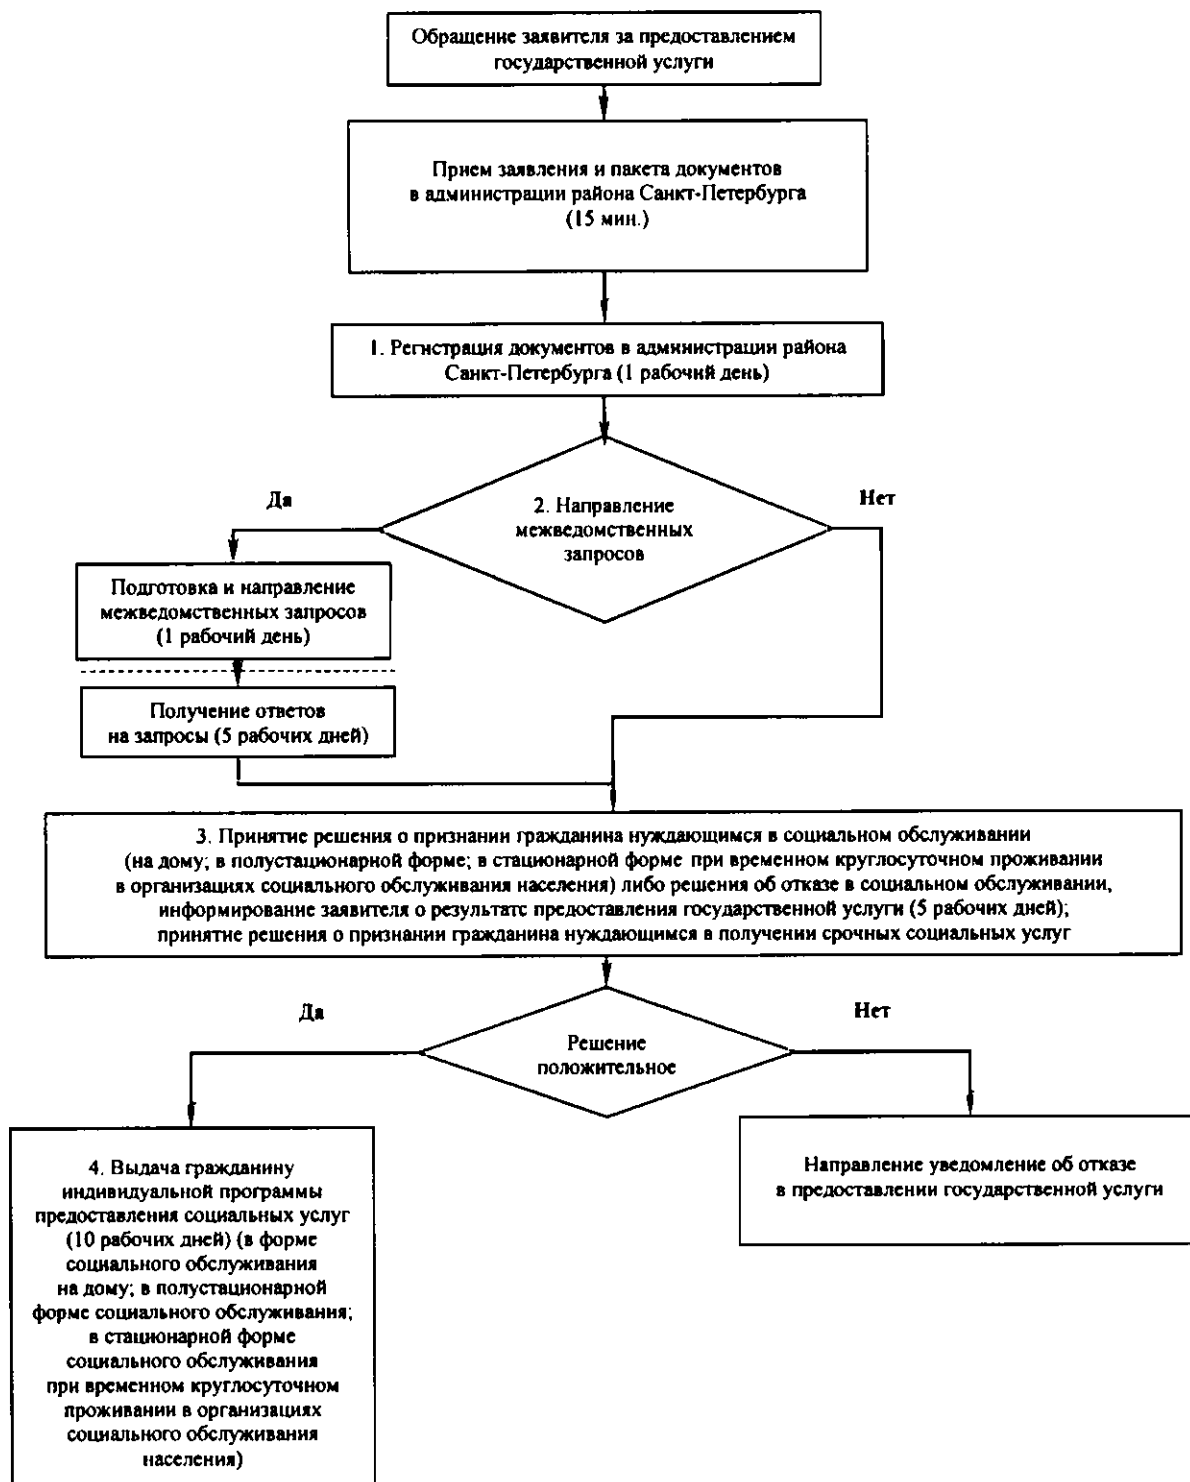 Обращение заявителя за предоставлением
государственной услуги
Прием заявления и пакета документов
в администрации района Санкт-Петербурга
(15 мин.)
1. Регистрация документов в администрации района
Санкт-Петербурга (1 рабочий день)
Да
Нет
2. Направление
межведомственных
запросов
Подготовка и направление
межведомственных запросов
(1 рабочий день)
Получение ответов
на запросы (5 рабочих дней)
3. Принятие решения о признании гражданина нуждающимся в социальном обслуживании
(на дому; в полустационарной форме; в стационарной форме при временном круглосуточном проживании
в организациях социального обслуживания населения) либо решения об отказе в социальном обслуживании,
информирование заявителя о результате предоставления государственной услуги (5 рабочих дней);
принятие решения о признании гражданина нуждающимся в получении срочных социальных услуг
Да
Нет
Решение
положительное
4. Выдача гражданину
индивидуальной программы
предоставления социальных услуг
(10 рабочих дней) (в форме
социального обслуживания
на дому; в полустационарной
форме социального обслуживания;
в стационарной форме
социального обслуживания
при временном круглосуточном
проживании в организациях
социального обслуживания
населения)
Направление уведомление об отказе
в предоставлении государственной услуги